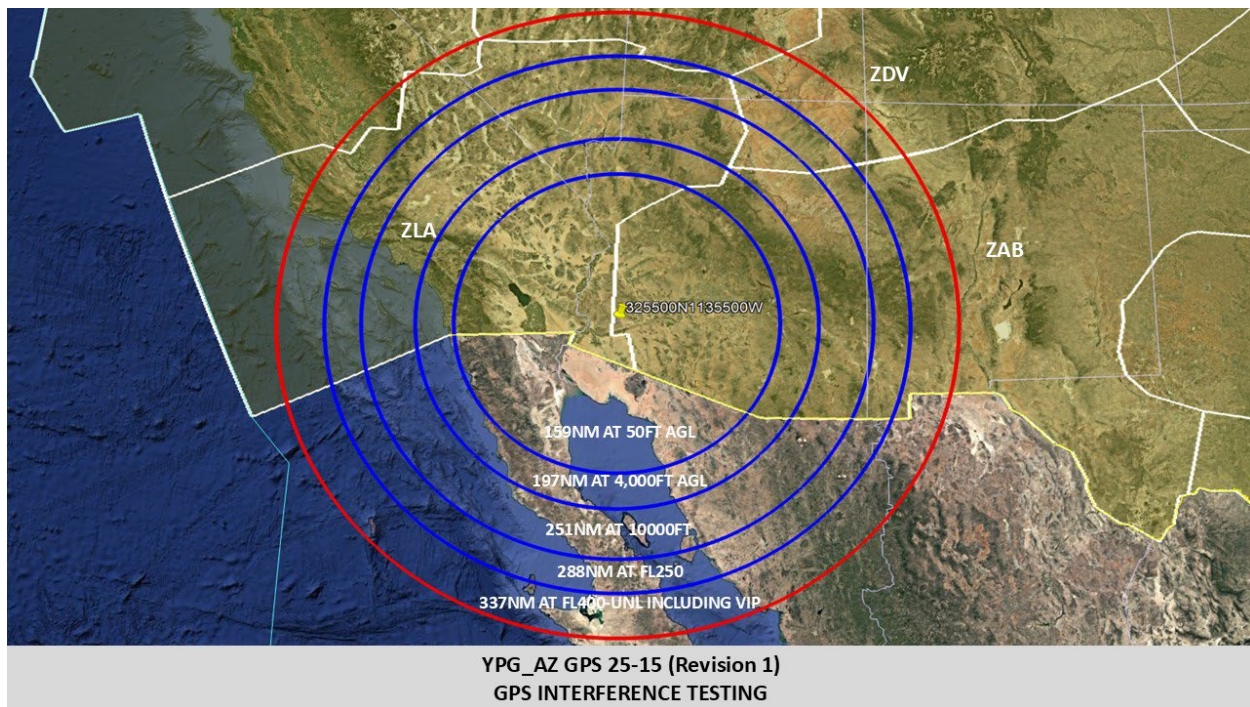 ZDV
ZLA
ZAB
325500N1135500W
159NM AT 50FT AGL
197NM AT 4,000FT AGL
251NM AT 10000FT
288NM AT FL250
337NM AT FL400-UNL INCLUDING VIP
YPG_AZ GPS 25-15 (Revision 1)
GPS INTERFERENCE TESTING